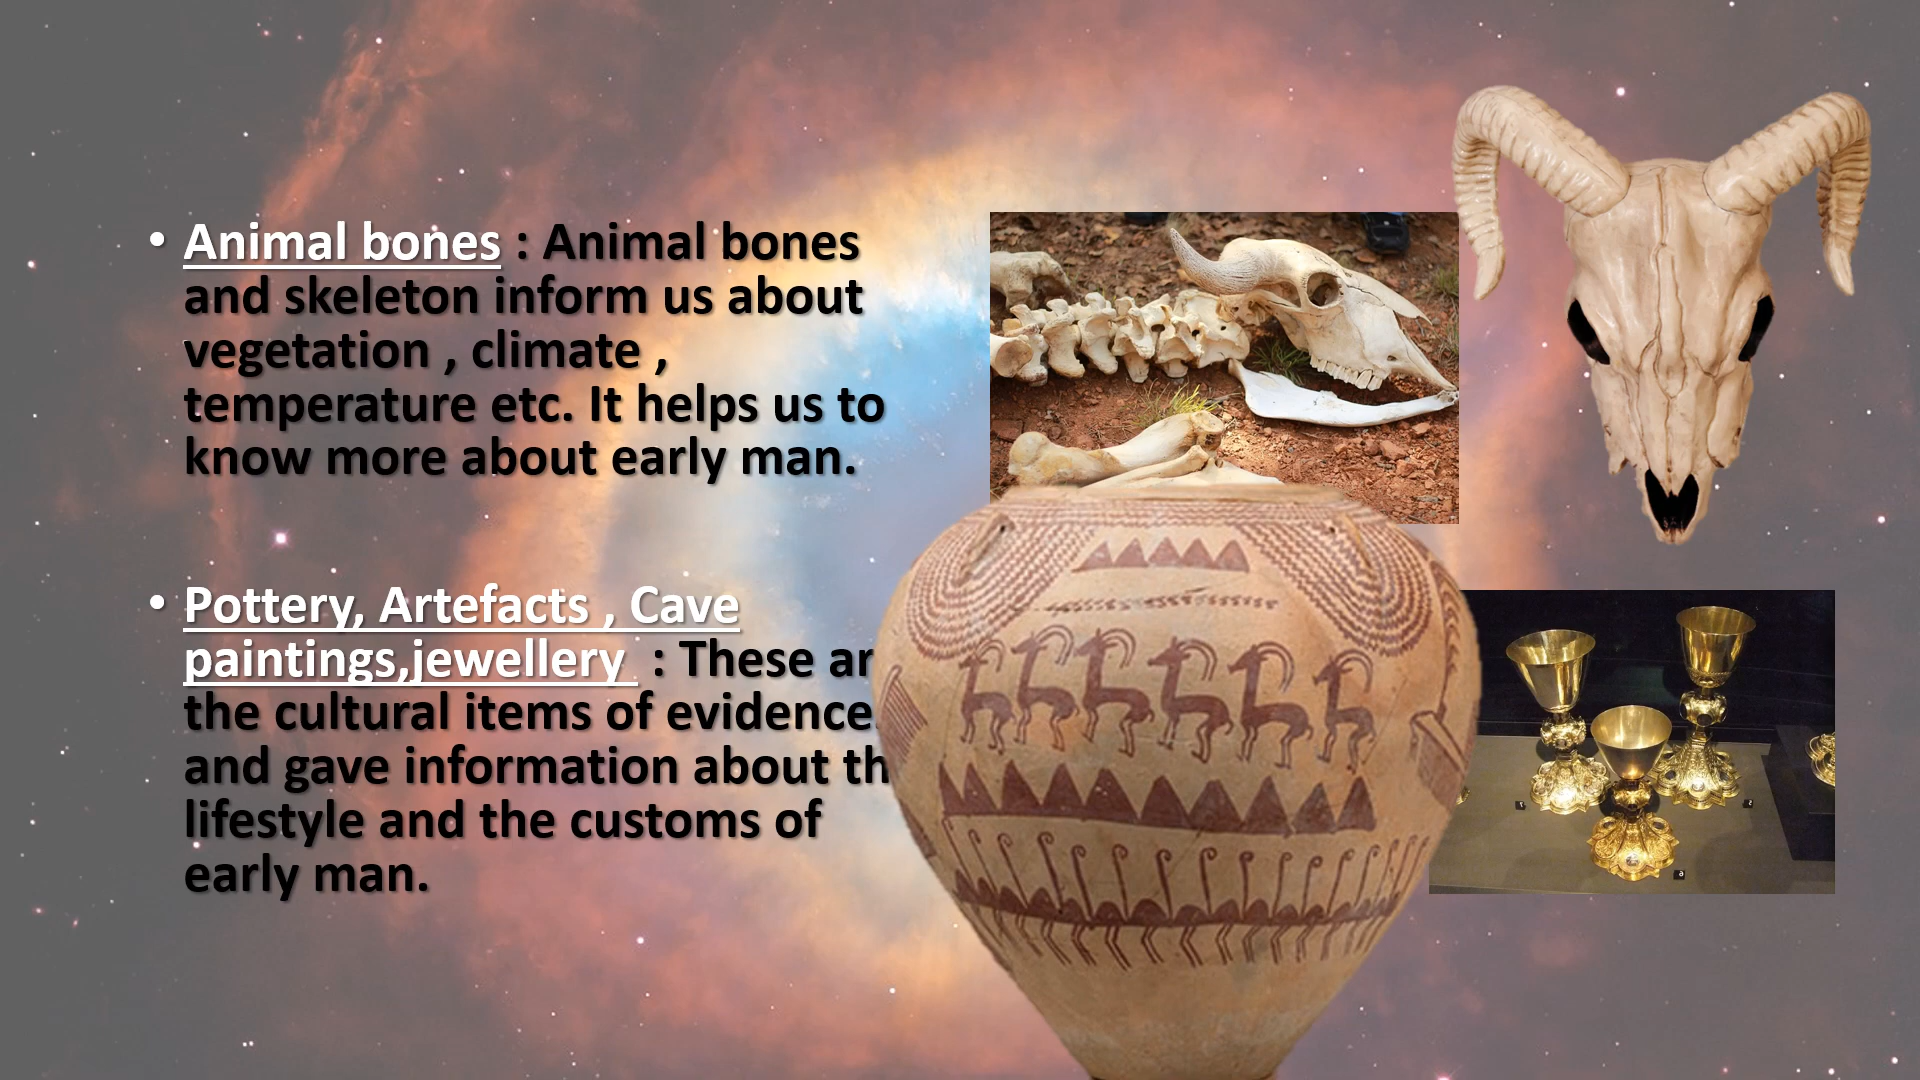 • Animal bones : Animal bones
and skeleton inform us about
vegetation , climate ,
temperature etc. It helps us to
know more about early man.
• Pottery, Artefacts , Cave
paintings,jewellery : These
the cultural items of evidence
and gave information about
lifestyle and the customs of
early man.